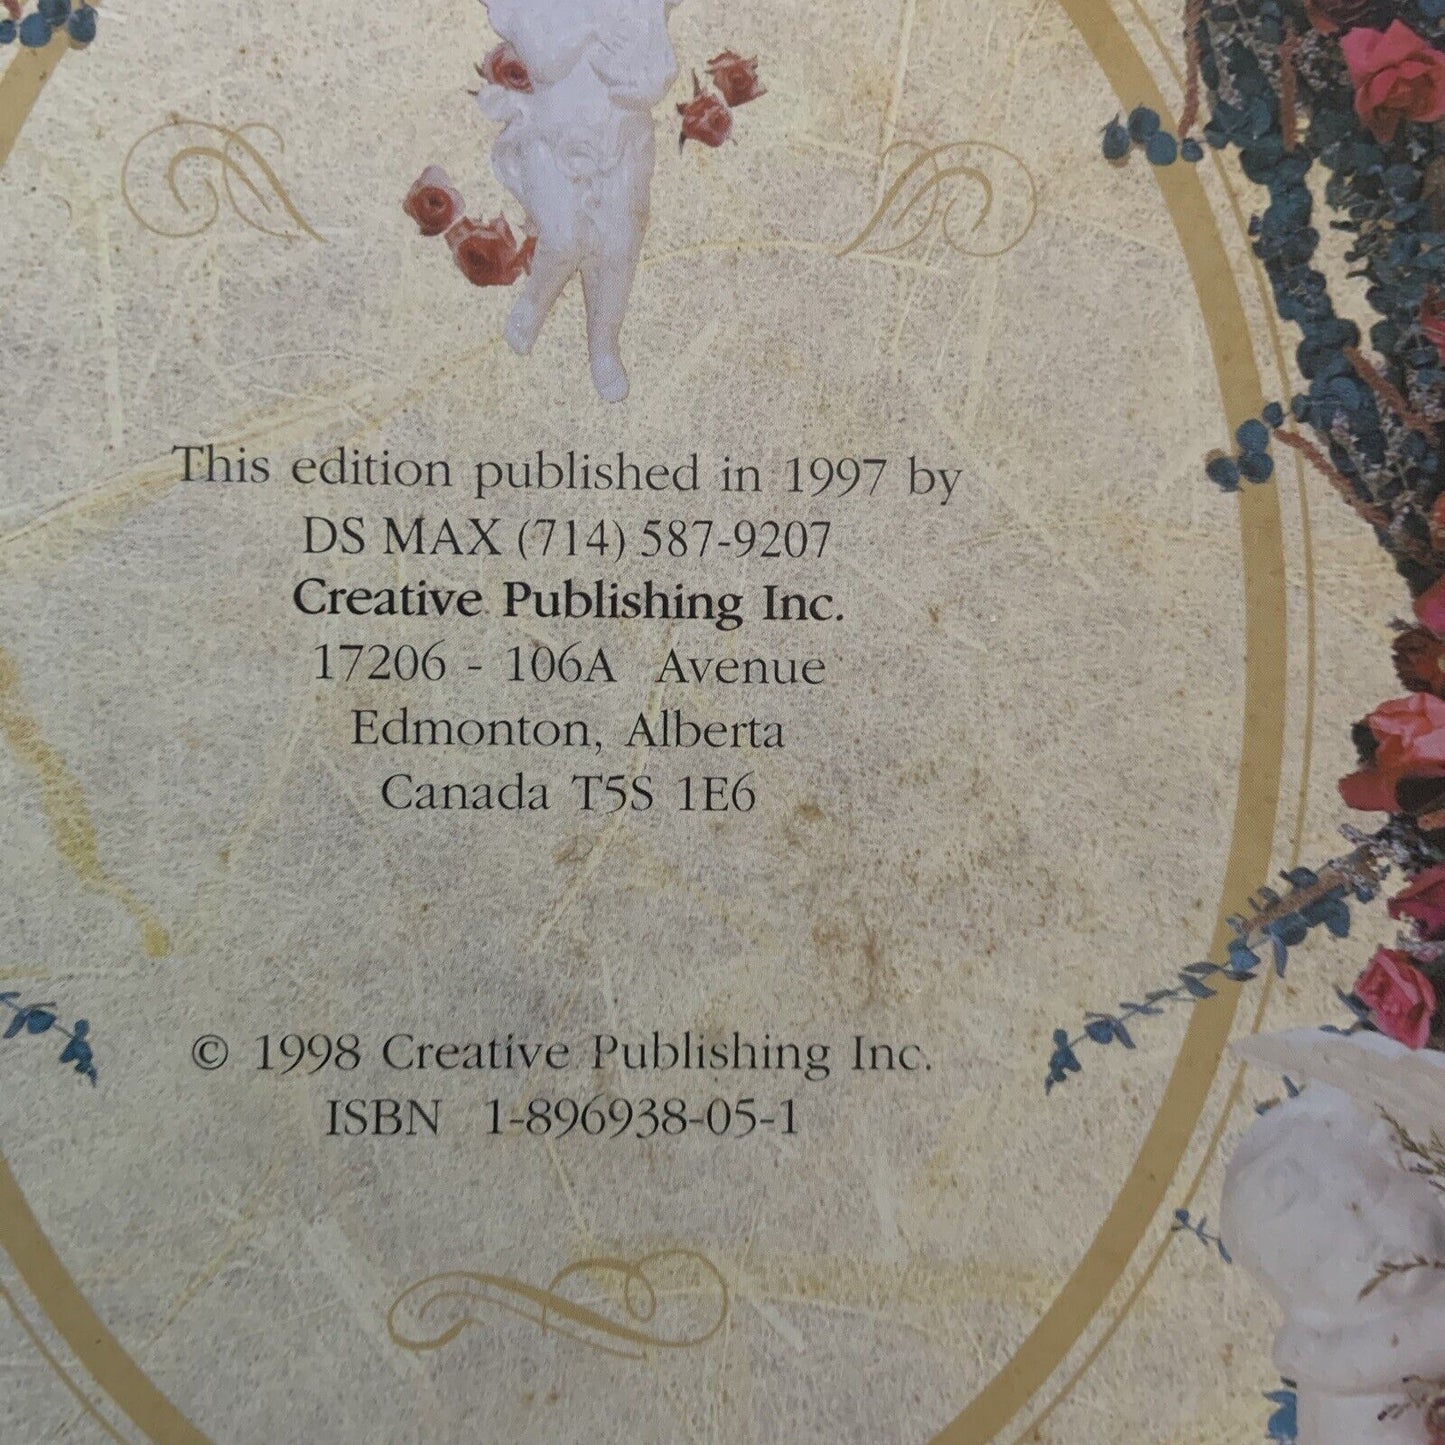 This edition published in 1997 by
DS MAX (714) 587-9207
Creative Publishing Inc.
17206 - 106A Avenue
Edmonton, Alberta
Canada T5S 1E6
© 1998 Creative Publishing Inc.
ISBN 1-896938-05-1